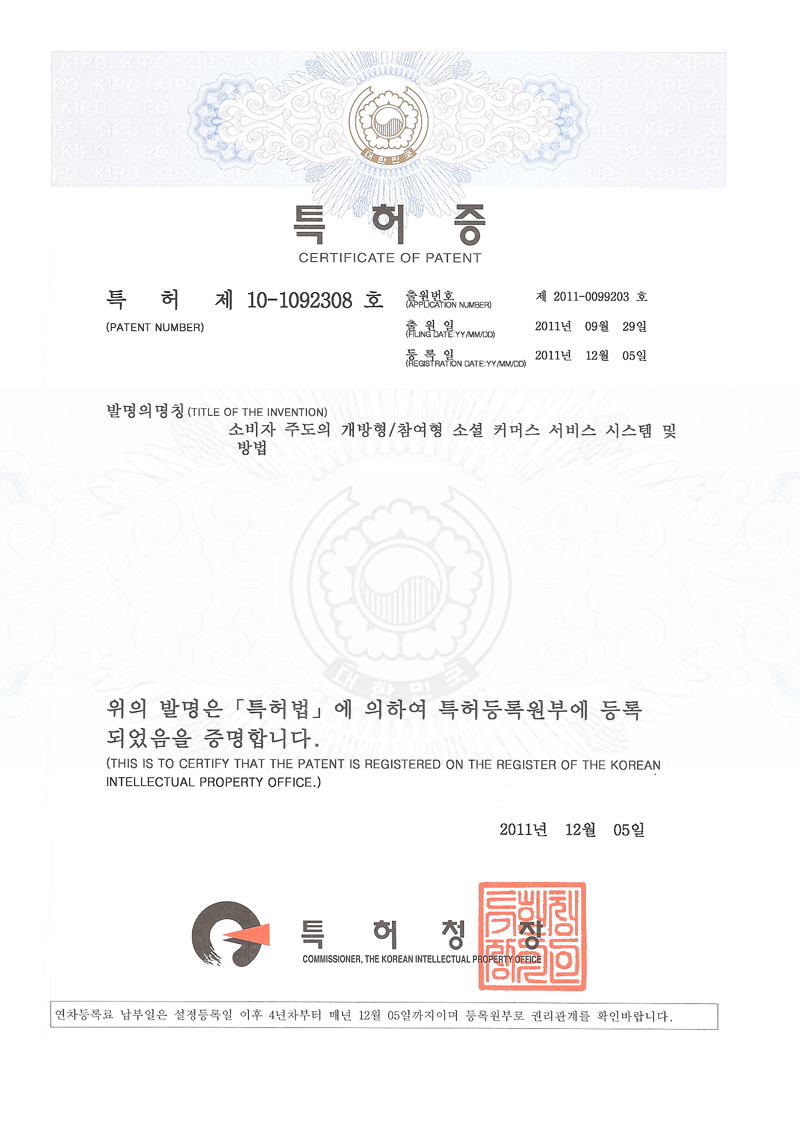 KIPO KIPO KIPO KIPO KIPO KIPO KIPO KIPO
대한민국
특 허 증
CERTIFICATE OF PATENT
특 허 제 10-1092308 호
(PATENT NUMBER)
출원번호 제 2011-0099203 호
(APPLICATION NUMBER)
출 원 일 2011년 09월 29일
(FILING DATE:YY/MM/DD)
등 록 일 2011년 12월 05일
(REGISTRATION DATE:YY/MM/DD)
발명의명칭(TITLE OF THE INVENTION)
소비자 주도의 개방형/참여형 소셜 커머스 서비스 시스템 및
방법
대한민국
위의 발명은 「특허법」에 의하여 특허등록원부에 등록
되었음을 증명합니다.
(THIS IS TO CERTIFY THAT THE PATENT IS REGISTERED ON THE REGISTER OF THE KOREAN
INTELLECTUAL PROPERTY OFFICE.)
2011년 12월 05일
특 허 청 장
COMMISSIONER, THE KOREAN INTELLECTUAL PROPERTY OFFICE
연차등록료 납부일은 설정등록일 이후 4년차부터 매년 12월 05일까지이며 등록원부로 권리관계를 확인바랍니다.